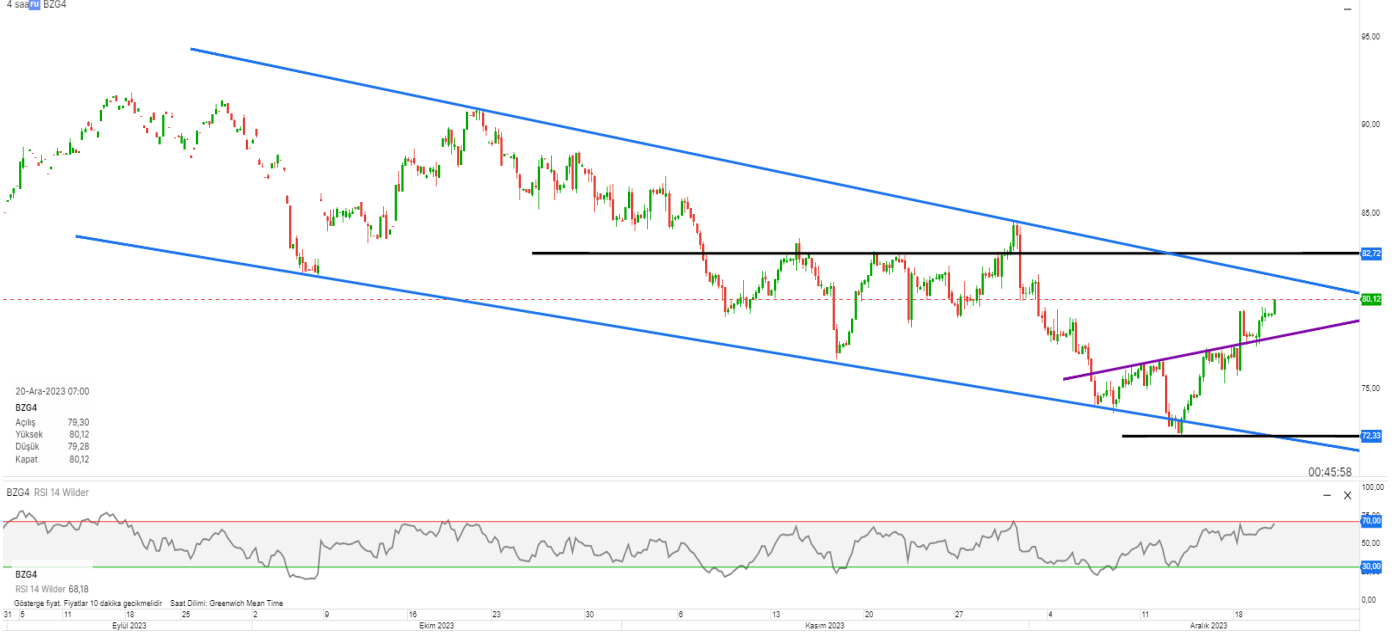 4 saa ru BZG4
95,00
90,00
85,00
82,72
80,12
75,00
72,33
20-Ara-2023 07:00
BZG4
Açılış 79,30
Yüksek 80,12
Düşük 79,28
Kapat 80,12
00:45:58
BZG4 RSI 14 Wilder
100,00
70,00
50,00
30,00
0,00
BZG4
RSI 14 Wilder 68,18
Gösterge fiyat. Fiyatlar 10 dakika gecikmelidir Saat Dilimi: Greenwich Mean Time
31 5 11 18 25 2 9 16 23 30 6 13 20 27 4 11 18
Eylül 2023 Ekim 2023 Kasım 2023 Aralık 2023